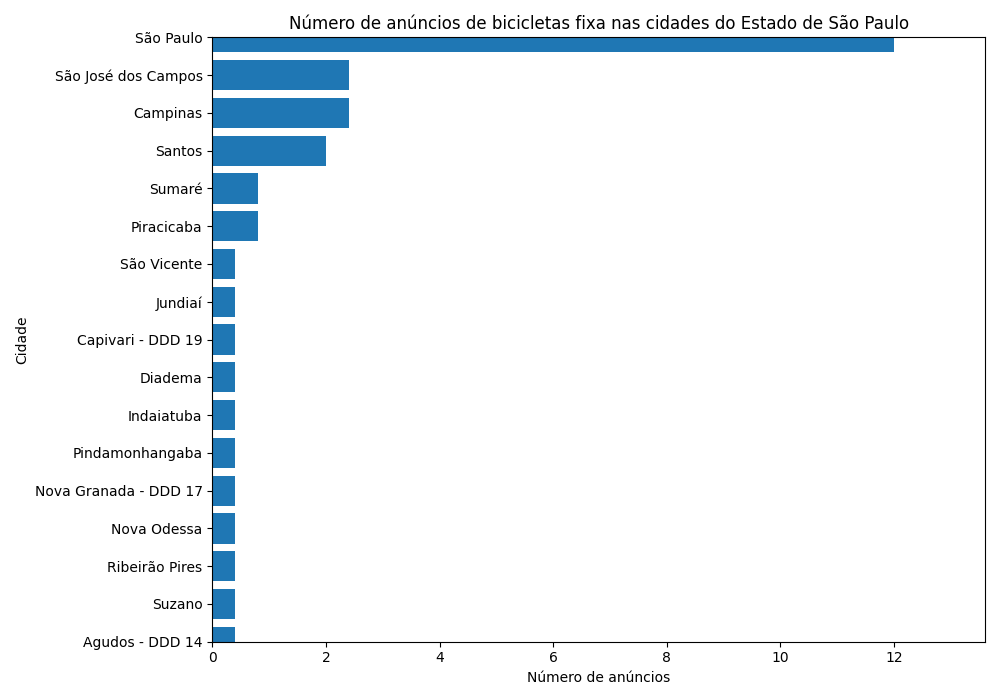 Número de anúncios de bicicletas fixa nas cidades do Estado de São Paulo
São Paulo
São José dos Campos
Campinas
Santos
Sumaré
Piracicaba
São Vicente
Jundiaí
Capivari - DDD 19
Diadema
Indaiatuba
Pindamonhangaba
Nova Granada - DDD 17
Nova Odessa
Ribeirão Pires
Suzano
Agudos - DDD 14
Cidade
0 2 4 6 8 10 12
Número de anúncios